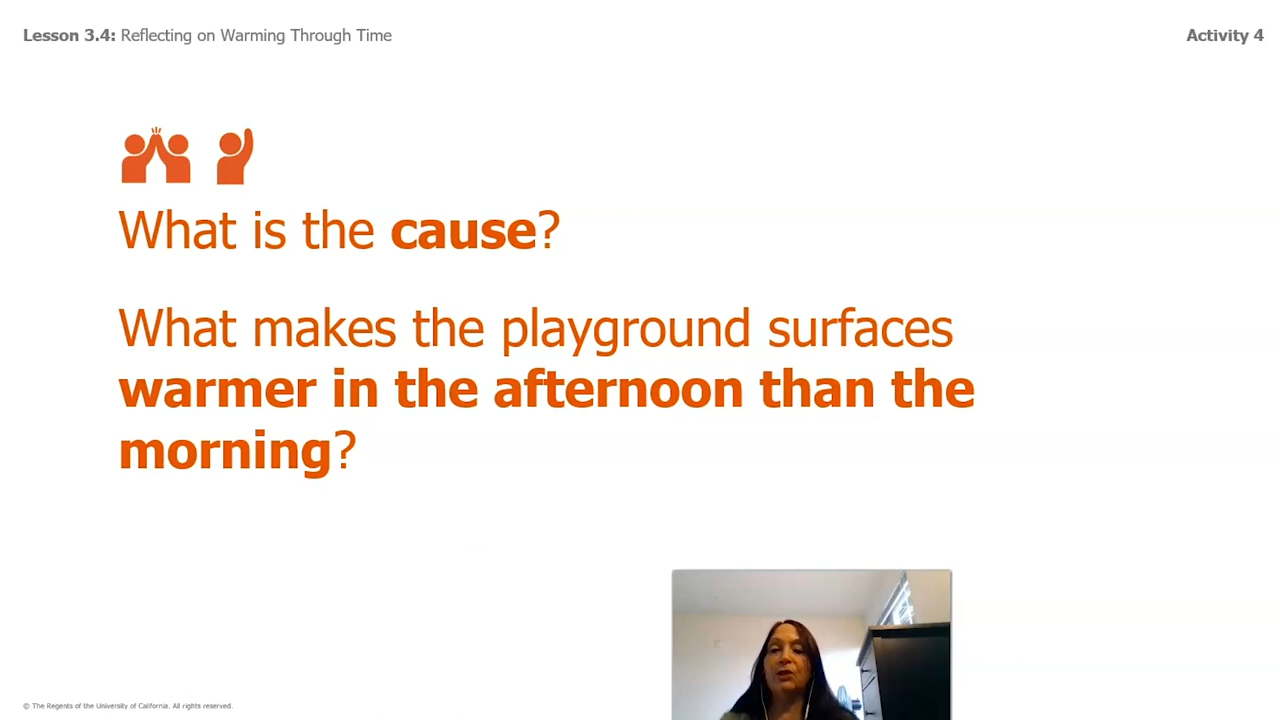 Lesson 3.4: Reflecting on Warming Through Time
Activity 4
What is the cause?
What makes the playground surfaces
warmer in the afternoon than the
morning?
© The Regents of the University of California. All rights reserved.